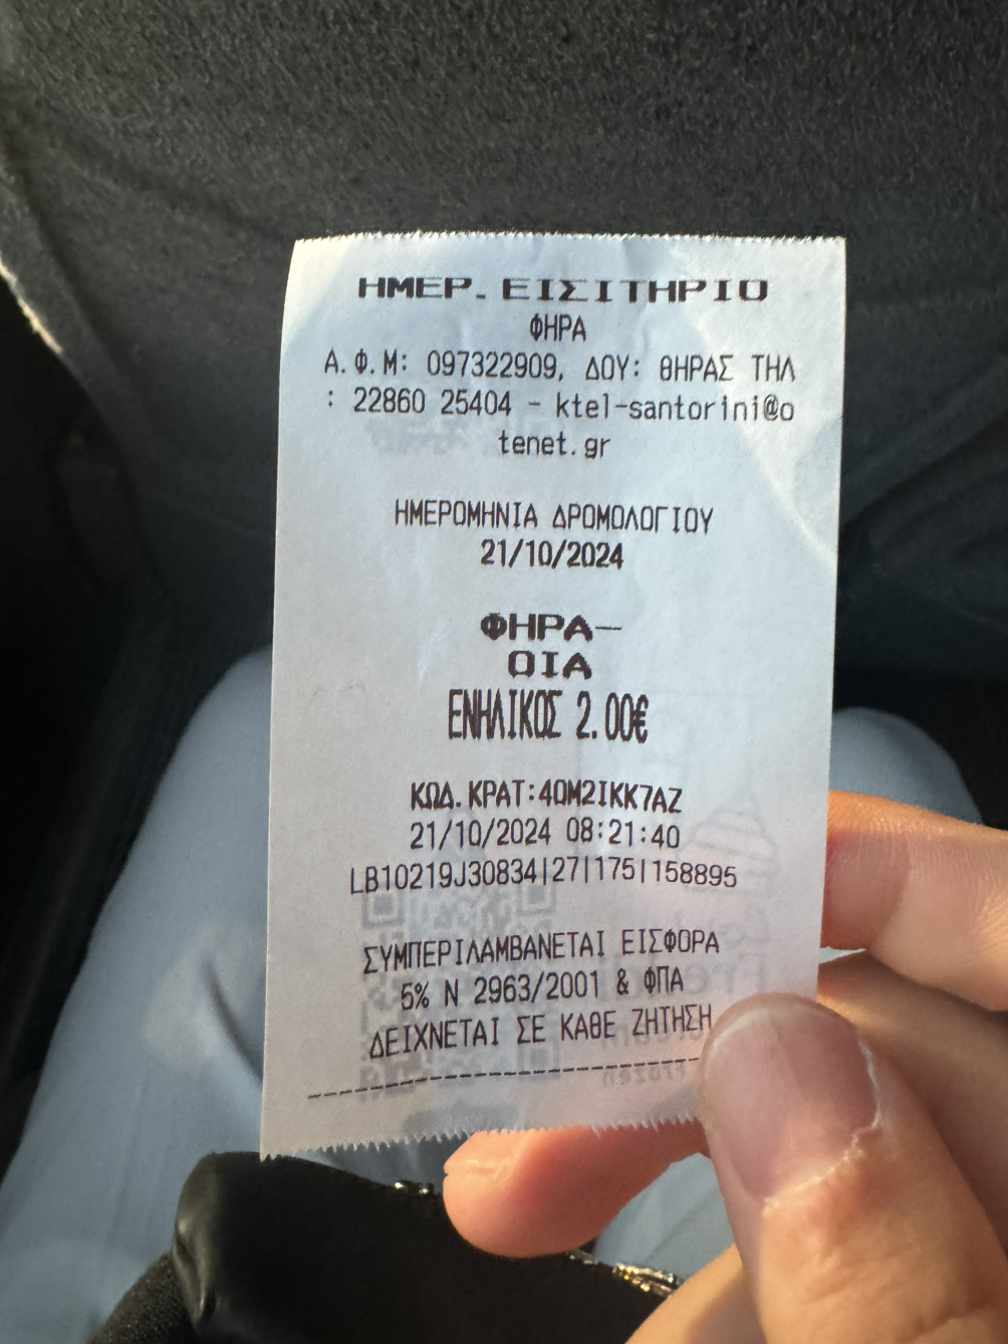 ΗΜΕΡ. ΕΙΣΙΤΗΡΙΟ
ΦΗΡΑ
Α.Φ.Μ: 097322909, ΔΟΥ: ΘΗΡΑΣ ΤΗΛ
: 22860 25404 - ktel-santorini@o
tenet.gr
ΗΜΕΡΟΜΗΝΙΑ ΔΡΟΜΟΛΟΓΙΟΥ
21/10/2024
ΦΗΡΑ-
ΟΙΑ
ΕΝΗΛΙΚΟΣ 2.00€
ΚΩΔ.ΚΡΑΤ:4OM2IKK7AZ
21/10/2024 08:21:40
LB10219J30834|27|175|158895
ΣΥΜΠΕΡΙΛΑΜΒΑΝΕΤΑΙ ΕΙΣΦΟΡΑ
5% Ν 2963/2001 & ΦΠΑ
ΔΕΙΧΝΕΤΑΙ ΣΕ ΚΑΘΕ ΖΗΤΗΣΗ